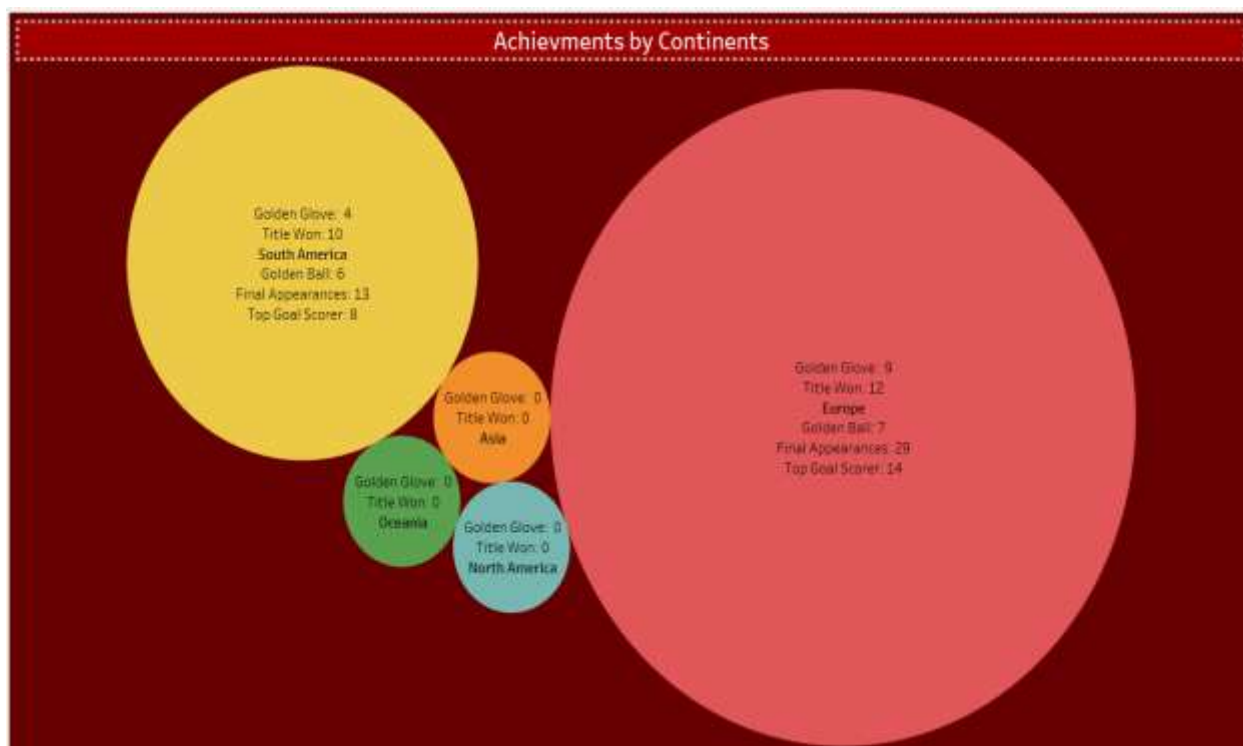 Achievments by Continents
Golden Glove: 4
Title Won: 10
South America
Golden Ball: 6
Final Appearances: 13
Top Goal Scorer: 8
Golden Glove: 0
Title Won: 0
Asia
Golden Glove: 0
Title Won: 0
Oceania
Golden Glove: 0
Title Won: 0
North America
Golden Glove: 9
Title Won: 12
Europe
Golden Ball: 7
Final Appearances: 29
Top Goal Scorer: 14